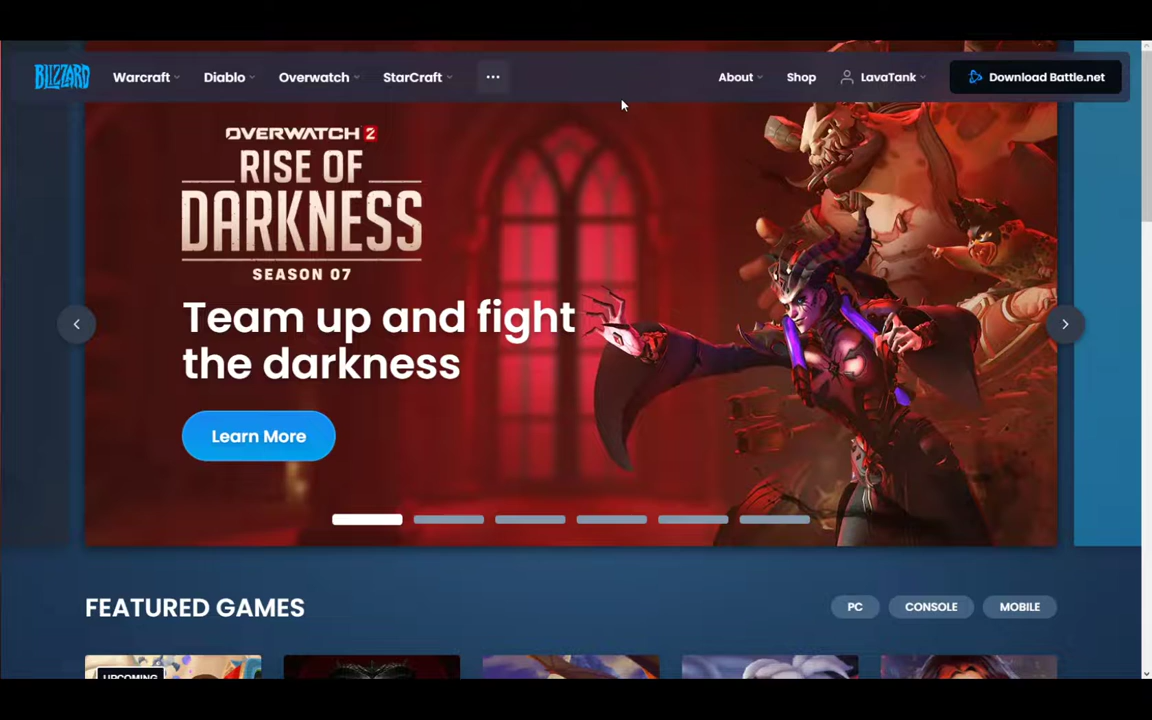 BLIZZARD
Warcraft
Diablo
Overwatch
StarCraft
About
Shop
LavaTank
Download Battle.net
OVERWATCH 2
RISE OF
DARKNESS
SEASON 07
Team up and fight
the darkness
Learn More
FEATURED GAMES
PC
CONSOLE
MOBILE
UPCOMING